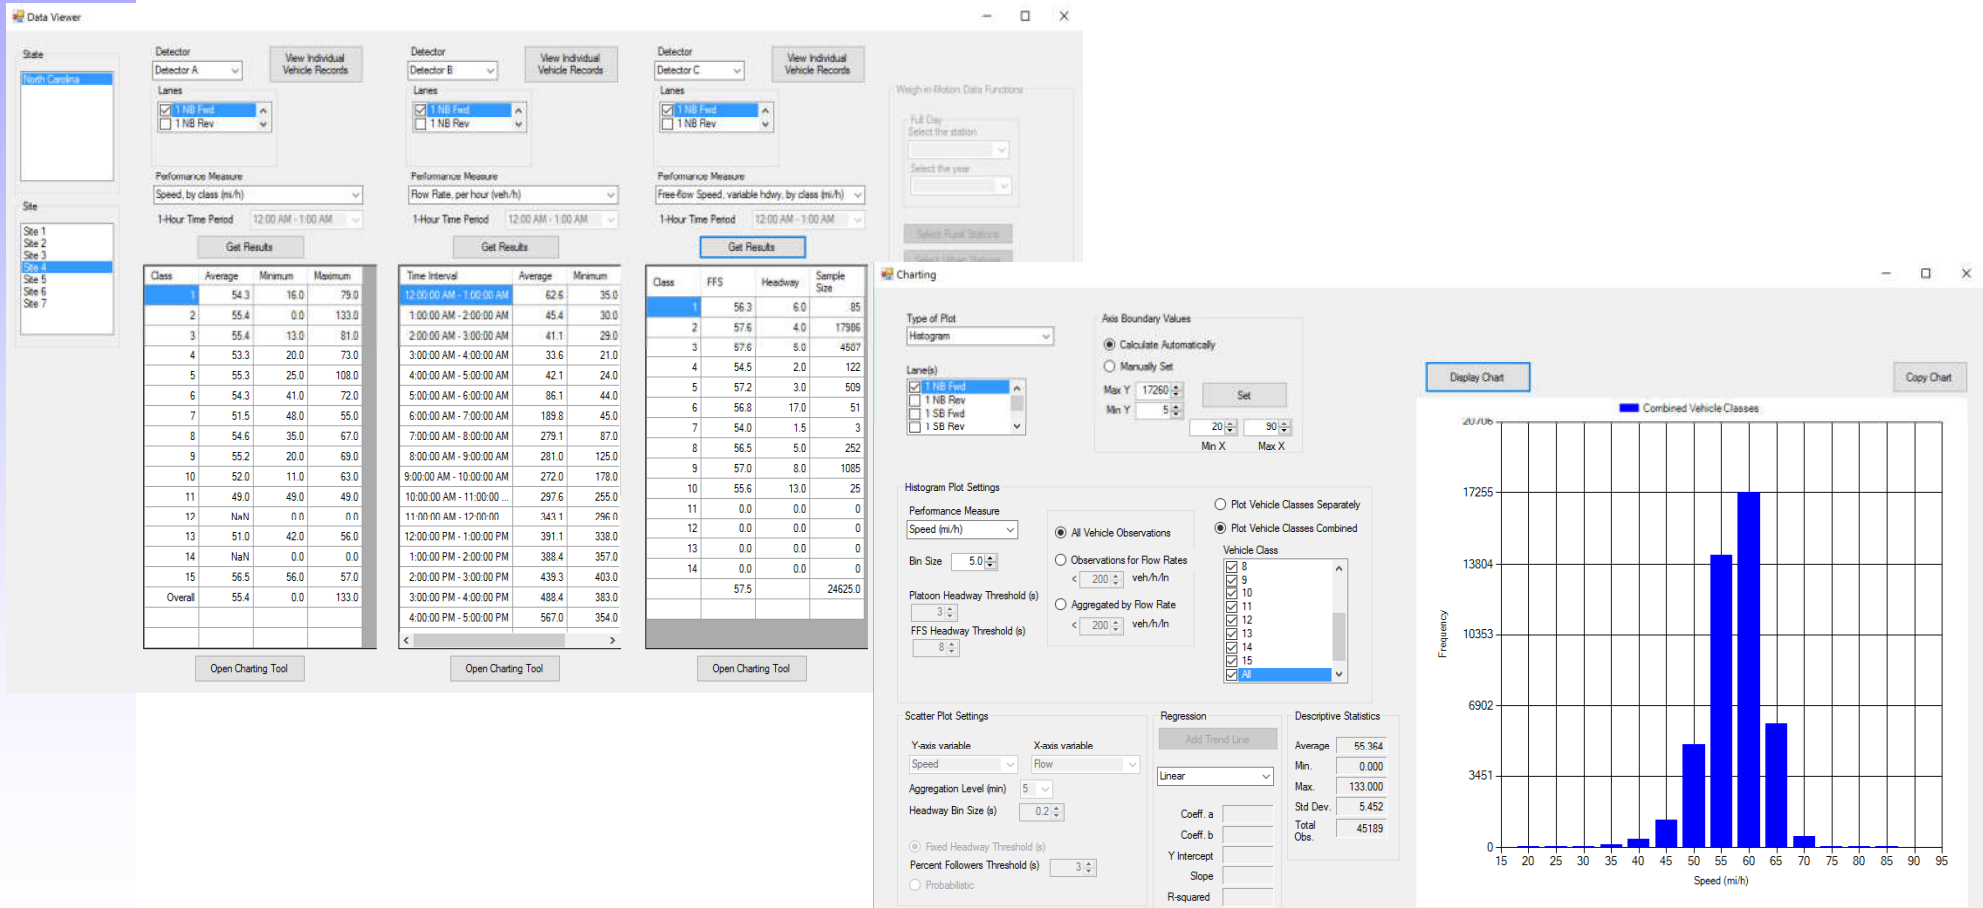 Data Viewer
State
North Carolina
Site
Site 1
Site 2
Site 3
Site 4
Site 5
Site 6
Site 7
Detector
Detector A
View Individual
Vehicle Records
Lanes
1 NB Fwd
1 NB Rev
Performance Measure
Speed, by class (mi/h)
1-Hour Time Period 12:00 AM - 1:00 AM
Get Results
Class Average Minimum Maximum
1 54.3 16.0 79.0
2 55.4 0.0 133.0
3 55.4 13.0 81.0
4 53.3 20.0 73.0
5 55.3 25.0 108.0
6 54.3 41.0 72.0
7 51.5 48.0 55.0
8 54.6 35.0 67.0
9 55.2 20.0 69.0
10 52.0 11.0 63.0
11 49.0 49.0 49.0
12 NaN 0.0 0.0
13 51.0 42.0 56.0
14 NaN 0.0 0.0
15 56.5 56.0 57.0
Overall 55.4 0.0 133.0
Open Charting Tool
Detector
Detector B
View Individual
Vehicle Records
Lanes
1 NB Fwd
1 NB Rev
Performance Measure
Flow Rate, per hour (veh/h)
1-Hour Time Period 12:00 AM - 1:00 AM
Get Results
Time Interval Average Minimum
12:00:00 AM - 1:00:00 AM 62.6 35.0
1:00:00 AM - 2:00:00 AM 45.4 30.0
2:00:00 AM - 3:00:00 AM 41.1 29.0
3:00:00 AM - 4:00:00 AM 33.6 21.0
4:00:00 AM - 5:00:00 AM 42.1 24.0
5:00:00 AM - 6:00:00 AM 86.1 44.0
6:00:00 AM - 7:00:00 AM 189.8 45.0
7:00:00 AM - 8:00:00 AM 279.1 87.0
8:00:00 AM - 9:00:00 AM 281.0 125.0
9:00:00 AM - 10:00:00 AM 272.0 178.0
10:00:00 AM - 11:00:00 ... 297.6 255.0
11:00:00 AM - 12:00:00 343.1 296.0
12:00:00 PM - 1:00:00 PM 391.1 338.0
1:00:00 PM - 2:00:00 PM 388.4 357.0
2:00:00 PM - 3:00:00 PM 439.3 403.0
3:00:00 PM - 4:00:00 PM 488.4 383.0
4:00:00 PM - 5:00:00 PM 567.0 354.0
Open Charting Tool
Detector
Detector C
View Individual
Vehicle Records
Lanes
1 NB Fwd
1 NB Rev
Performance Measure
Free-flow Speed, variable hdwy, by class (mi/h)
1-Hour Time Period 12:00 AM - 1:00 AM
Get Results
Class FFS Headway Sample Size
1 56.3 6.0 85
2 57.6 4.0 17986
3 57.6 5.0 4507
4 54.5 2.0 122
5 57.2 3.0 509
6 56.8 17.0 51
7 54.0 1.5 3
8 56.5 5.0 252
9 57.0 8.0 1085
10 55.6 13.0 25
11 0.0 0.0 0
12 0.0 0.0 0
13 0.0 0.0 0
14 0.0 0.0 0
57.5 24625.0
Open Charting Tool
Weigh-in-Motion Data Functions
Full Day
Select the station
Select the year
Select Rural Stations
Select Urban Stations
Charting
Type of Plot
Histogram
Lane(s)
1 NB Fwd
1 NB Rev
1 SB Fwd
1 SB Rev
Axis Boundary Values
Calculate Automatically
Manually Set
Max Y 17260
Min Y 5
Set
20 90
Min X Max X
Histogram Plot Settings
Performance Measure
Speed (mi/h)
Bin Size 5.0
Platoon Headway Threshold (s)
3
FFS Headway Threshold (s)
8
All Vehicle Observations
Observations for Flow Rates
< 200 veh/h/ln
Aggregated by Flow Rate
< 200 veh/h/ln
Plot Vehicle Classes Separately
Plot Vehicle Classes Combined
Vehicle Class
8
9
10
11
12
13
14
15
All
Scatter Plot Settings
Y-axis variable X-axis variable
Speed Flow
Aggregation Level (min) 5
Headway Bin Size (s) 0.2
Fixed Headway Threshold (s)
Percent Followers Threshold (s) 3
Probabilistic
Regression
Add Trend Line
Linear
Coeff. a
Coeff. b
Y Intercept
Slope
R-squared
Descriptive Statistics
Average 55.364
Min. 0.000
Max. 133.000
Std Dev. 5.452
Total Obs. 45189
Display Chart
Copy Chart
Combined Vehicle Classes
20706
17255
13804
10353
6902
3451
0
Frequency
15 20 25 30 35 40 45 50 55 60 65 70 75 80 85 90 95
Speed (mi/h)